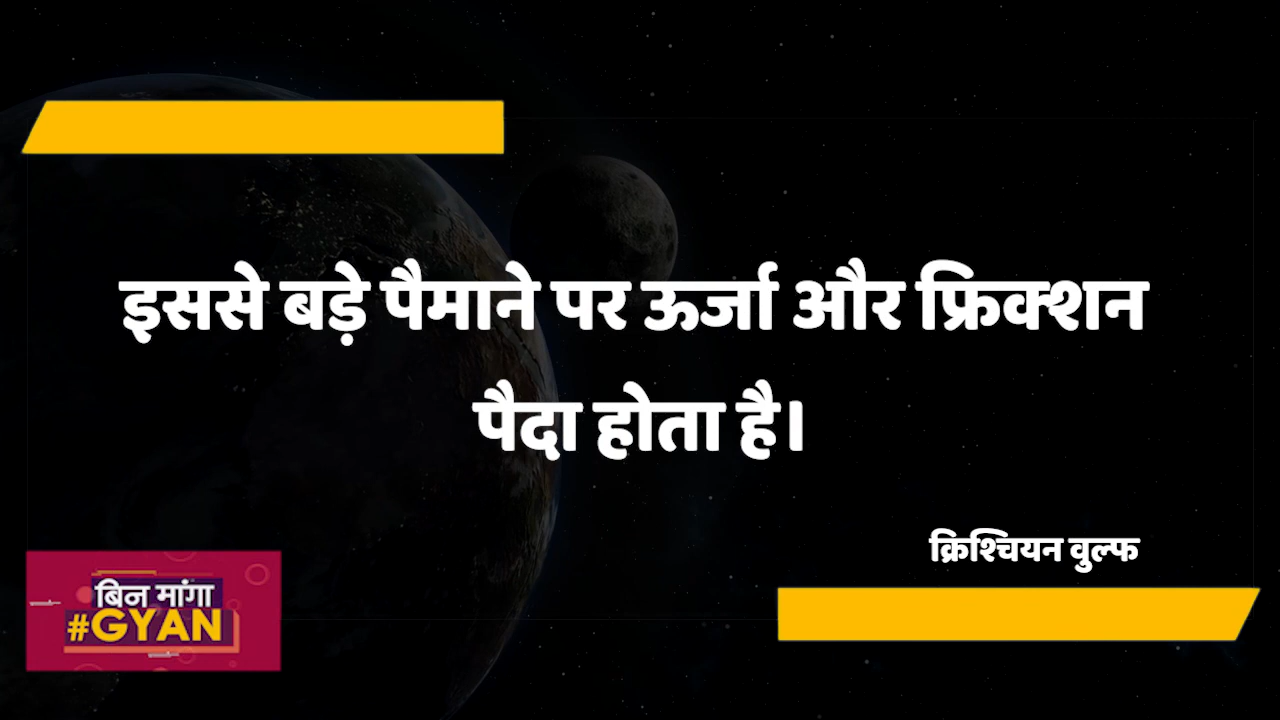 इससे बड़े पैमाने पर ऊर्जा और फ्रिक्शन
पैदा होता है।
क्रिश्चियन वुल्फ
बिन मांगा
#GYAN